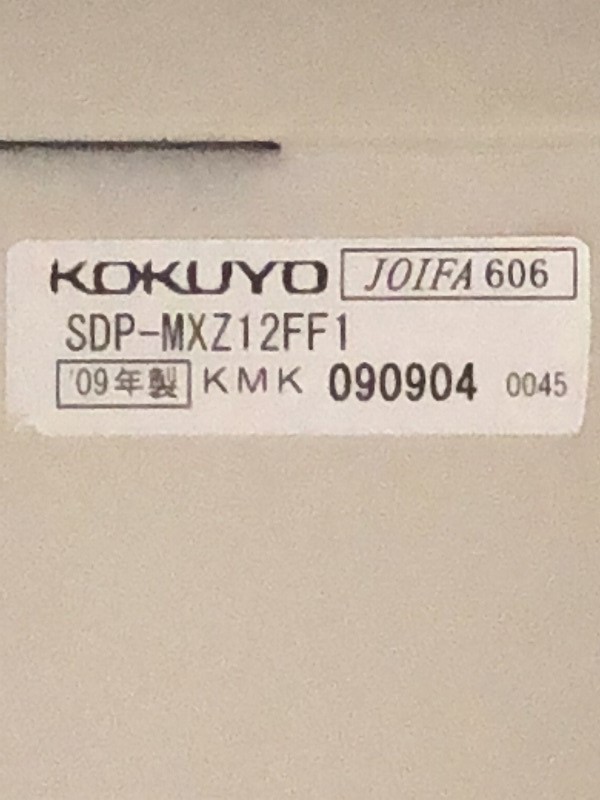 KOKUYO JOIFA 606
SDP-MXZ12FF1
'09年製 KMK 090904 0045